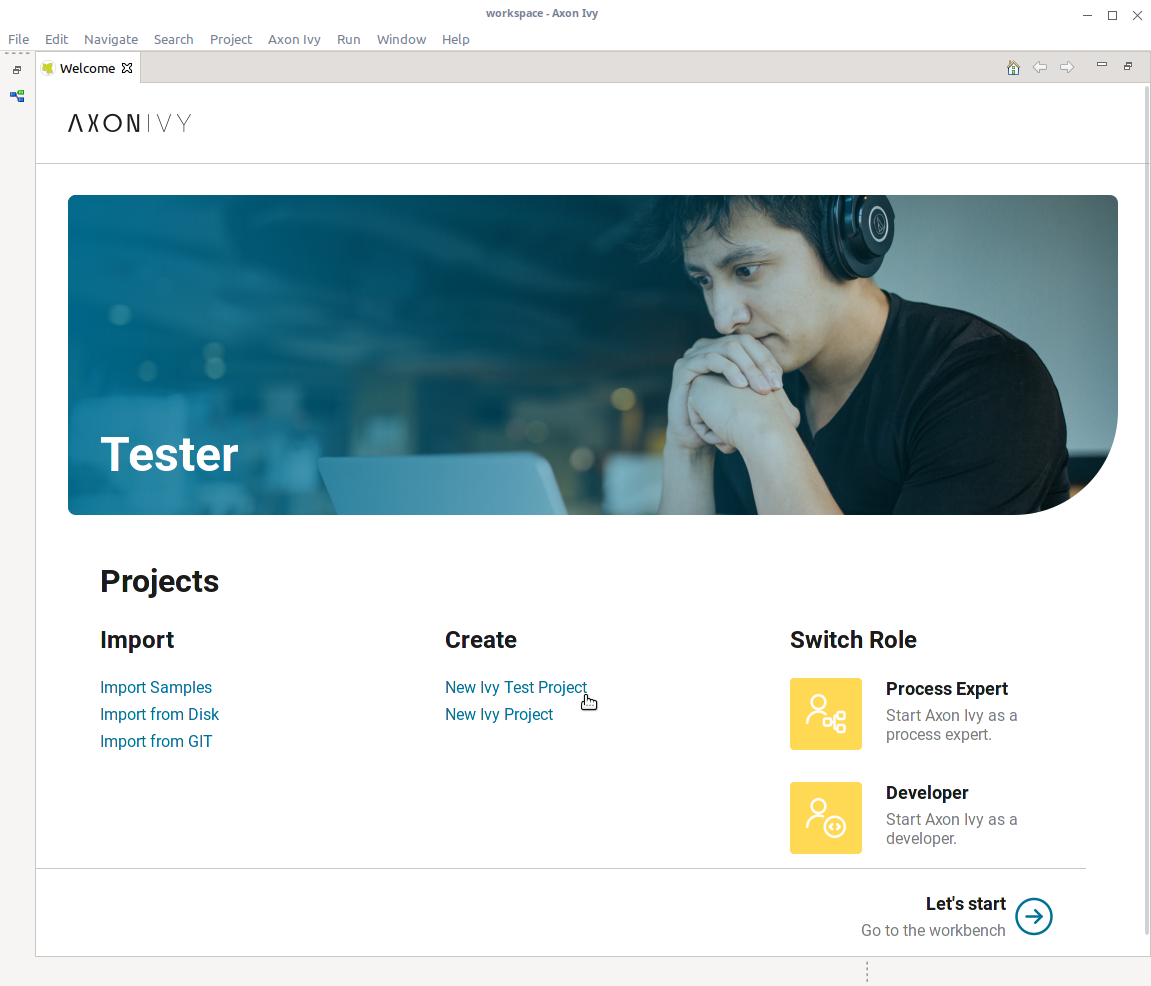 workspace - Axon Ivy
File Edit Navigate Search Project Axon Ivy Run Window Help
Welcome
AXONIVY
Tester
Projects
Import
Import Samples
Import from Disk
Import from GIT
Create
New Ivy Test Project
New Ivy Project
Switch Role
Process Expert
Start Axon Ivy as a
process expert.
Developer
Start Axon Ivy as a
developer.
Let's start
Go to the workbench